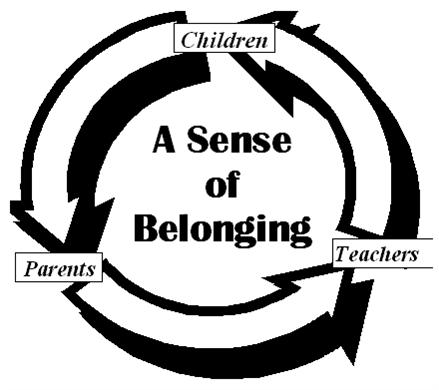 Children
A Sense
of
Belonging
Teachers
Parents